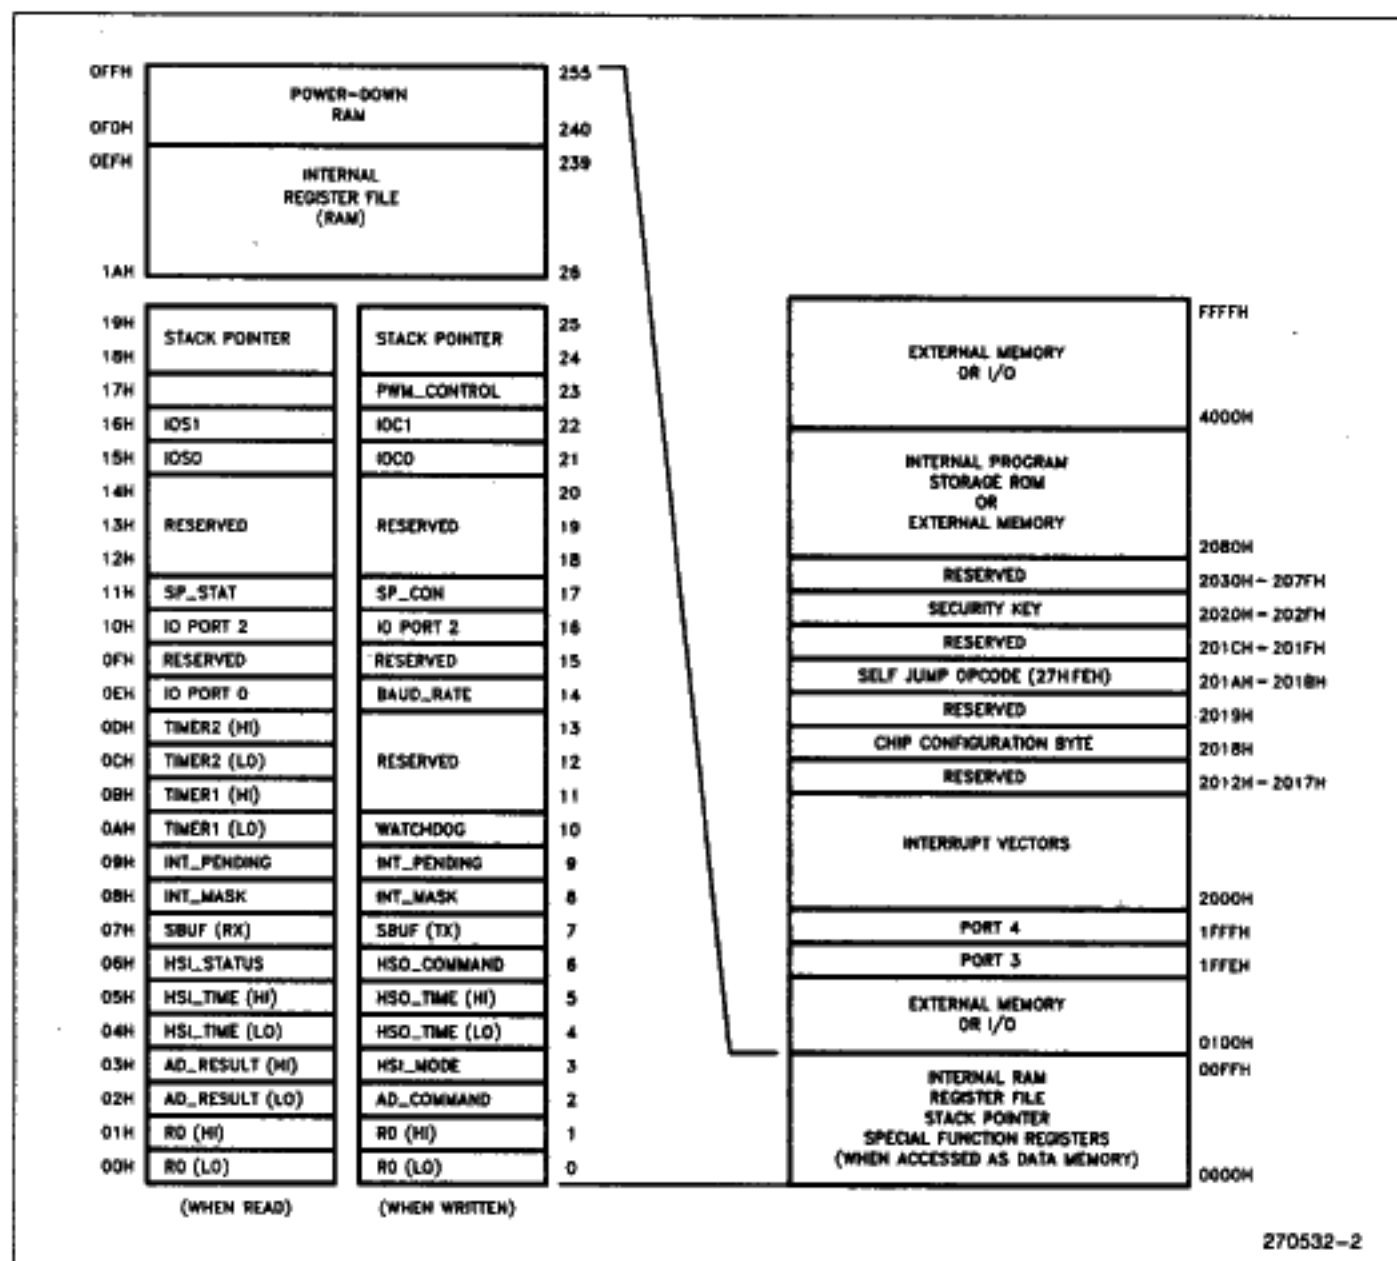 0FFH 255
POWER-DOWN
RAM
0F0H 240
0EFH 239
INTERNAL
REGISTER FILE
(RAM)
1AH 26
19H 25
STACK POINTER STACK POINTER
18H 24
17H PWM_CONTROL 23
16H IOS1 IOC1 22
15H IOS0 IOC0 21
14H 20
13H RESERVED RESERVED 19
12H 18
11H SP_STAT SP_CON 17
10H IO PORT 2 IO PORT 2 16
0FH RESERVED RESERVED 15
0EH IO PORT 0 BAUD_RATE 14
0DH TIMER2 (HI) 13
0CH TIMER2 (LO) RESERVED 12
0BH TIMER1 (HI) 11
0AH TIMER1 (LO) WATCHDOG 10
09H INT_PENDING INT_PENDING 9
08H INT_MASK INT_MASK 8
07H SBUF (RX) SBUF (TX) 7
06H HSI_STATUS HSO_COMMAND 6
05H HSI_TIME (HI) HSO_TIME (HI) 5
04H HSI_TIME (LO) HSO_TIME (LO) 4
03H AD_RESULT (HI) HSI_MODE 3
02H AD_RESULT (LO) AD_COMMAND 2
01H R0 (HI) R0 (HI) 1
00H R0 (LO) R0 (LO) 0
(WHEN READ) (WHEN WRITTEN)
FFFFH
EXTERNAL MEMORY
OR I/O
4000H
INTERNAL PROGRAM
STORAGE ROM
OR
EXTERNAL MEMORY
2080H
RESERVED 2030H-207FH
SECURITY KEY 2020H-202FH
RESERVED 201CH-201FH
SELF JUMP OPCODE (27H FEH) 201AH-201BH
RESERVED 2019H
CHIP CONFIGURATION BYTE 2018H
RESERVED 2012H-2017H
INTERRUPT VECTORS
2000H
PORT 4 1FFFH
PORT 3 1FFEH
EXTERNAL MEMORY
OR I/O
0100H
00FFH
INTERNAL RAM
REGISTER FILE
STACK POINTER
SPECIAL FUNCTION REGISTERS
(WHEN ACCESSED AS DATA MEMORY)
0000H
270532-2